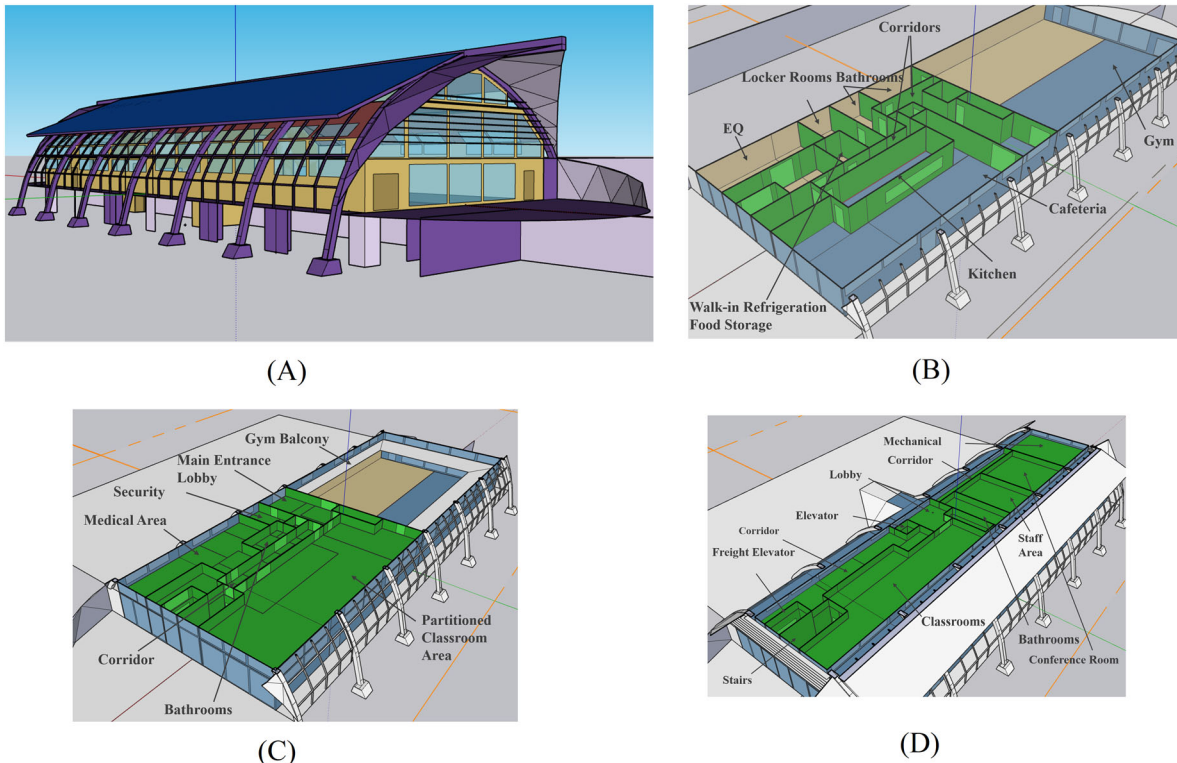 (A)
Corridors
Locker Rooms Bathrooms
EQ
Gym
Cafeteria
Kitchen
Walk-in Refrigeration
Food Storage
(B)
Gym Balcony
Main Entrance
Lobby
Security
Medical Area
Partitioned
Classroom
Area
Corridor
Bathrooms
(C)
Mechanical
Corridor
Lobby
Elevator
Corridor
Freight Elevator
Staff
Area
Classrooms
Bathrooms
Conference Room
Stairs
(D)